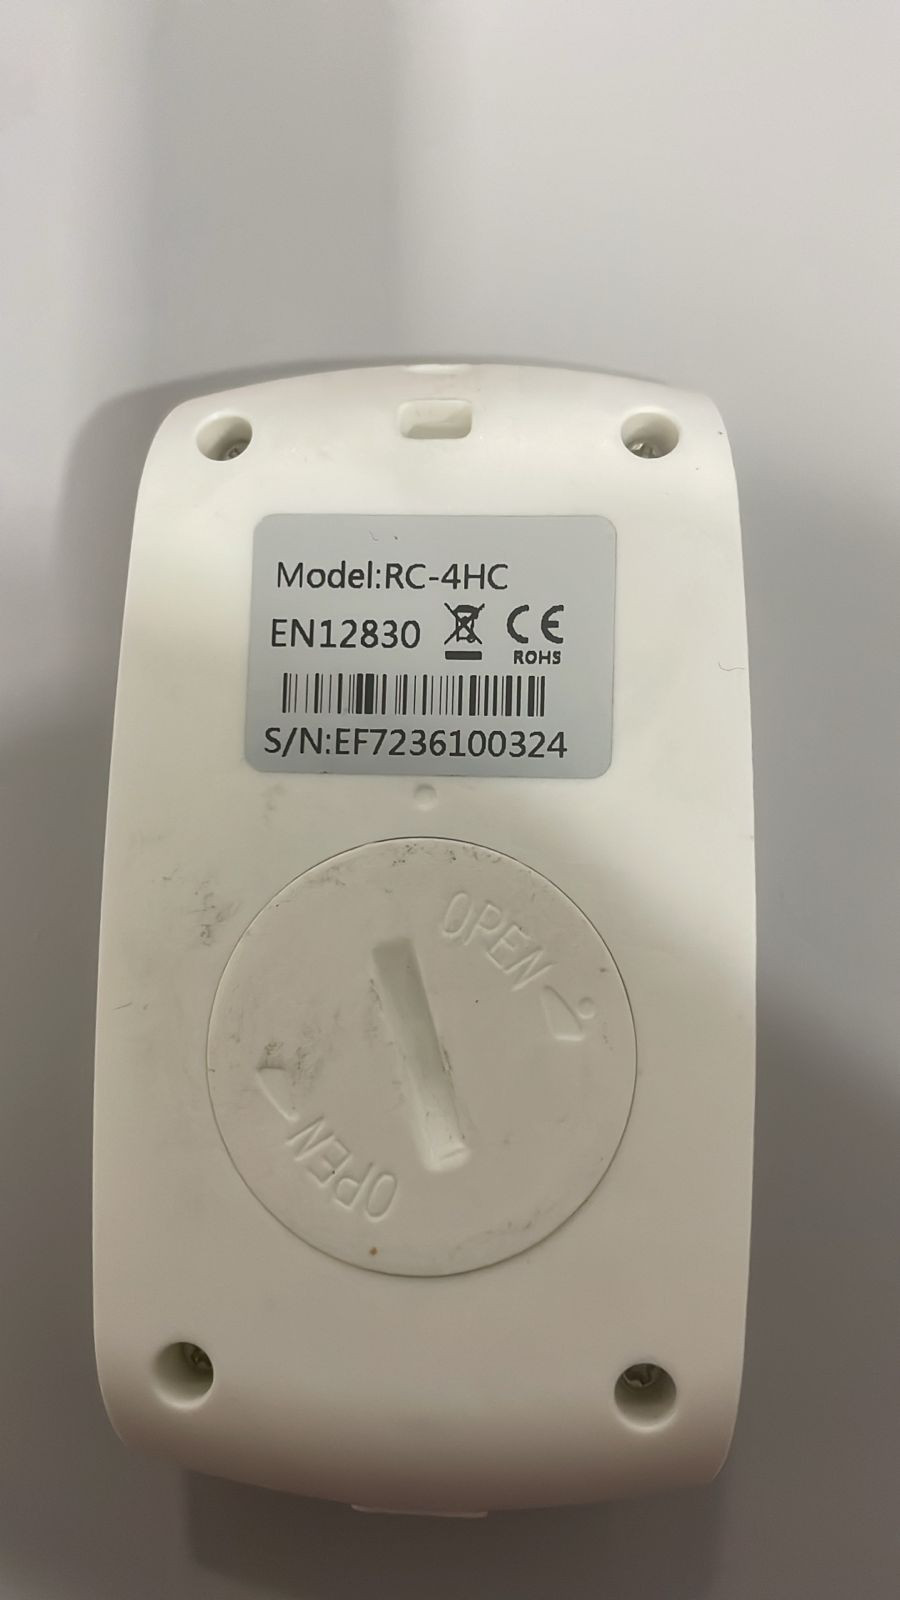 Model:RC-4HC
EN12830 CE
ROHS
S/N:EF7236100324
OPEN
OPEN